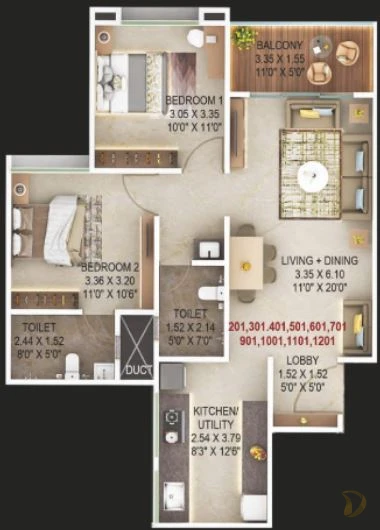 BALCONY
3.35 X 1.55
11'0" X 5'0"
BEDROOM 1
3.05 X 3.35
10'0" X 11'0"
LIVING + DINING
3.35 X 6.10
11'0" X 20'0"
BEDROOM 2
3.36 X 3.20
11'0" X 10'6"
TOILET
1.52 X 2.14
5'0" X 7'0"
201,301.401,501,601,701
901,1001,1101,1201
TOILET
2.44 X 1.52
8'0" X 5'0"
DUCT
LOBBY
1.52 X 1.52
5'0" X 5'0"
KITCHEN/
UTILITY
2.54 X 3.79
8'3" X 12'6"